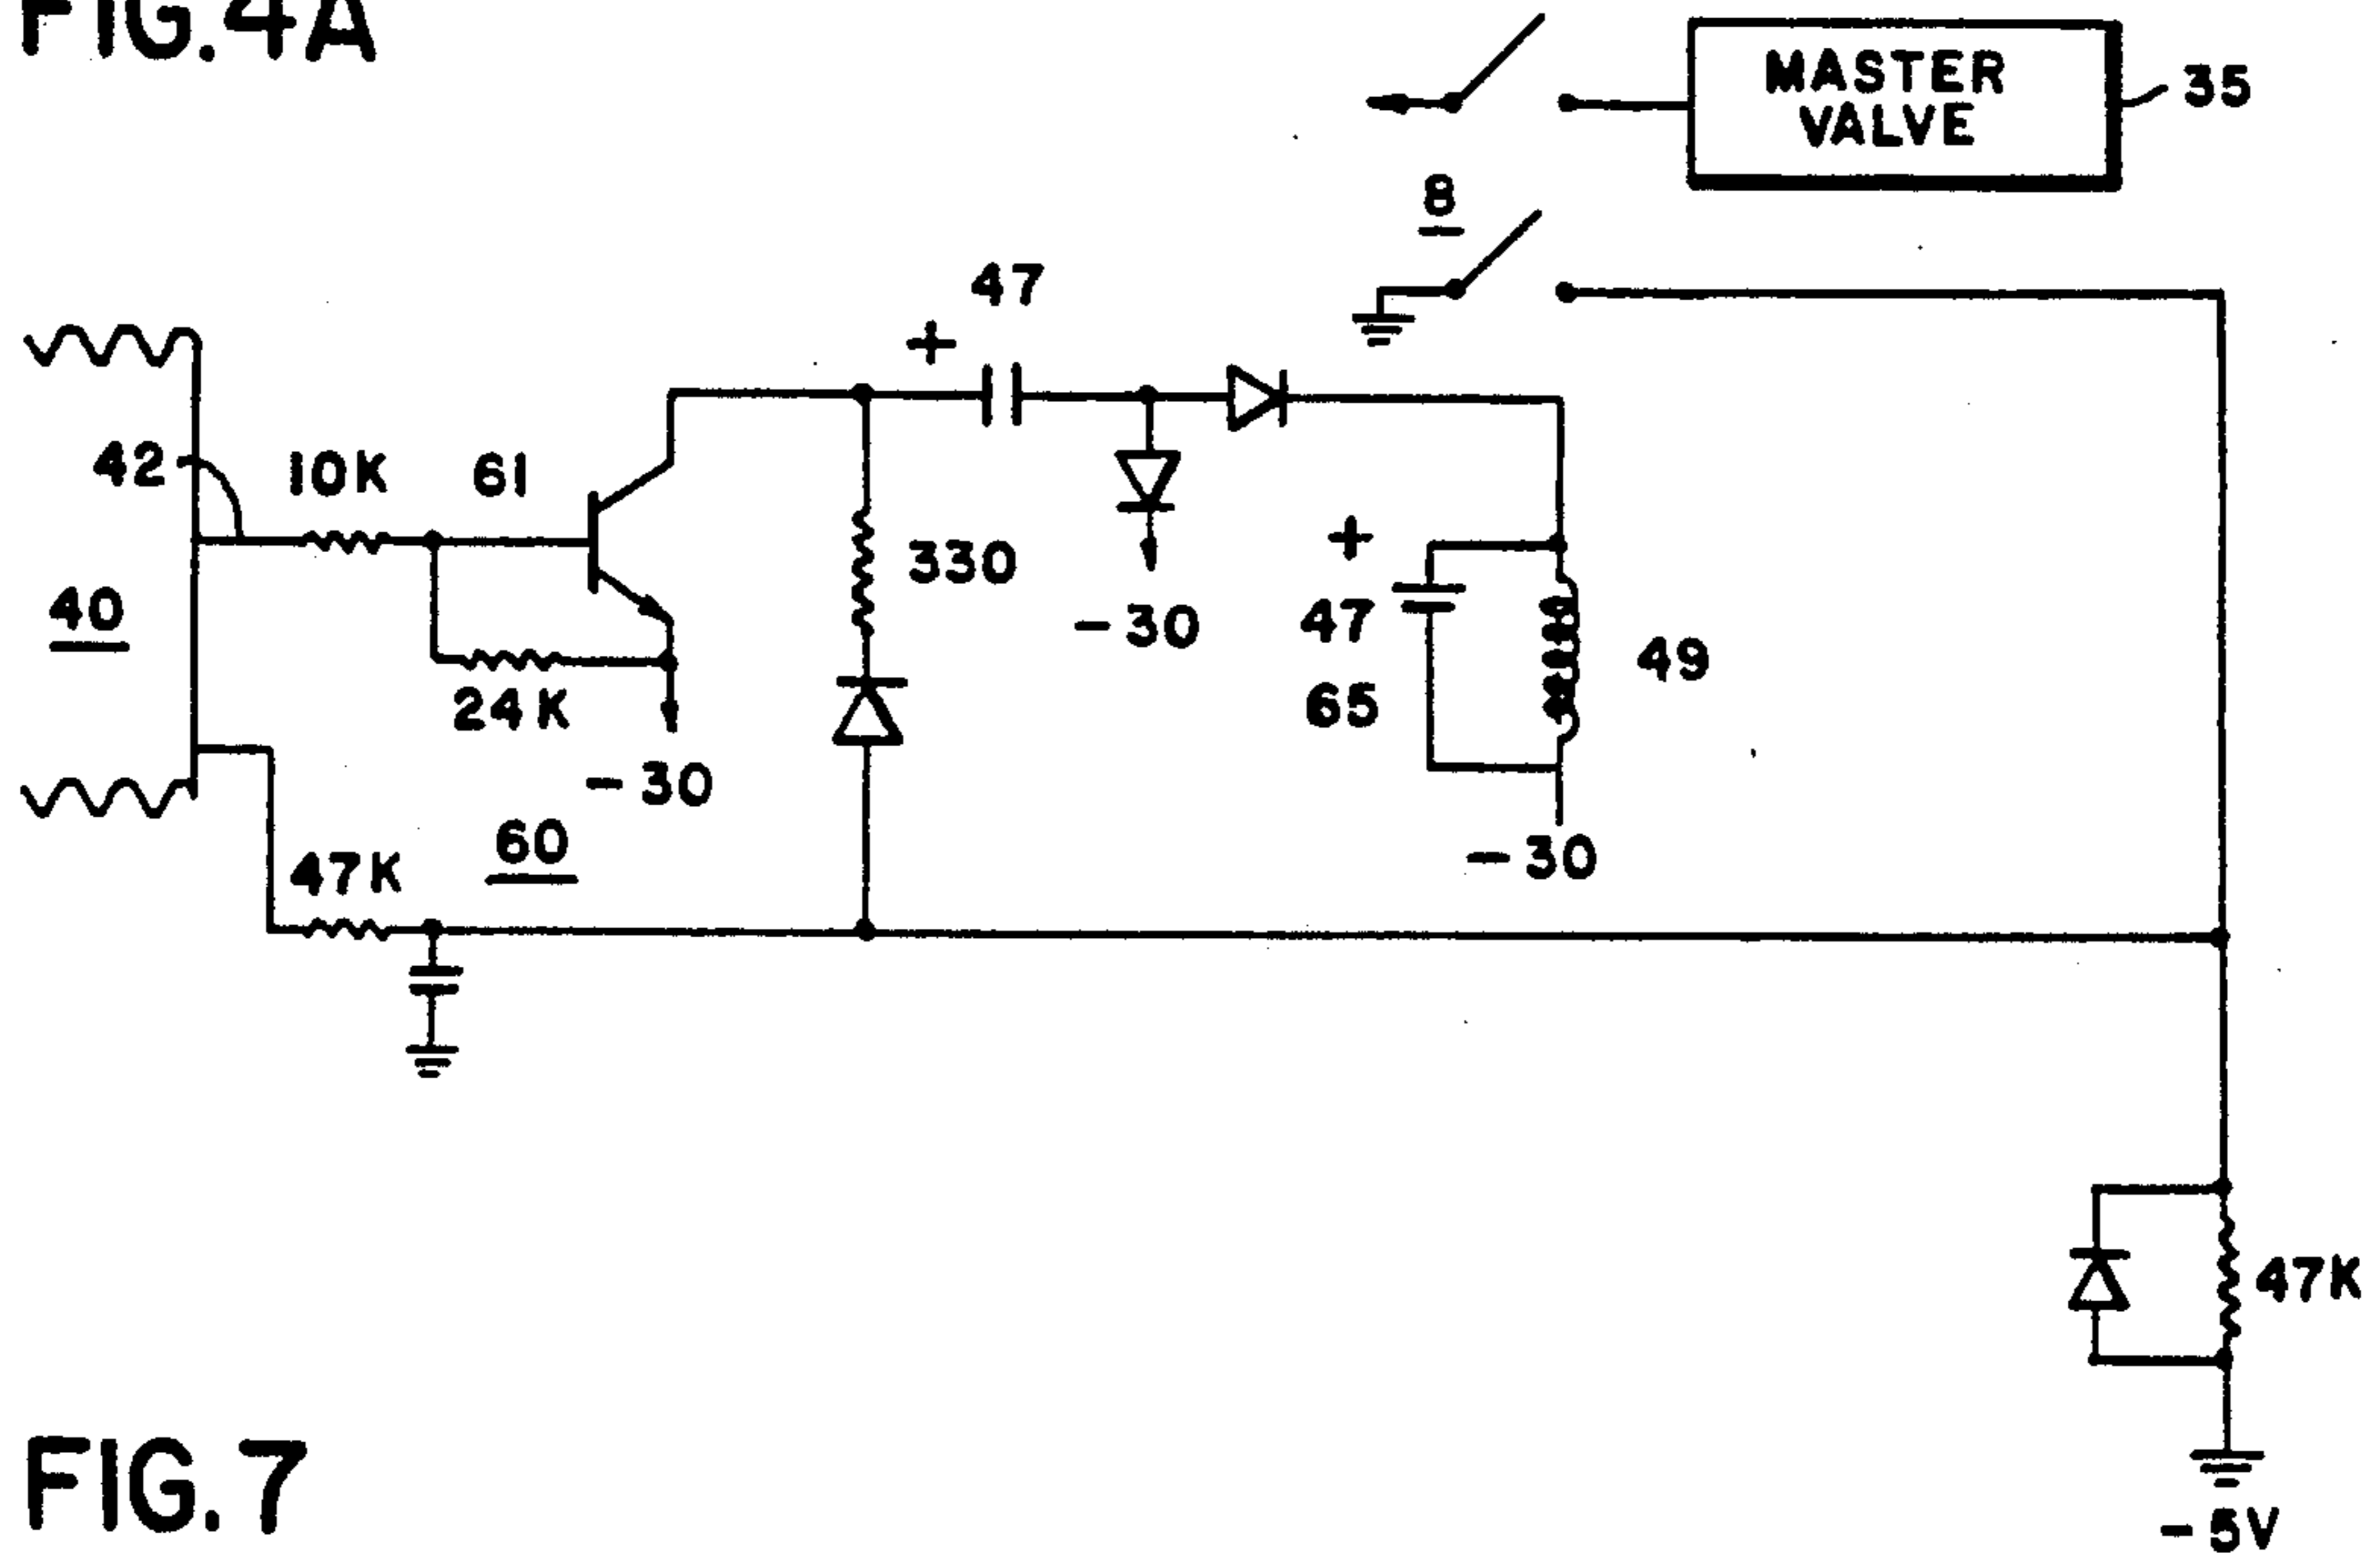 FIG.4A
MASTER
VALVE
35
8
47
+
42
10K
61
330
-30
+
47
65
49
40
24K
-30
-30
60
47K
47K
FIG.7
-5V